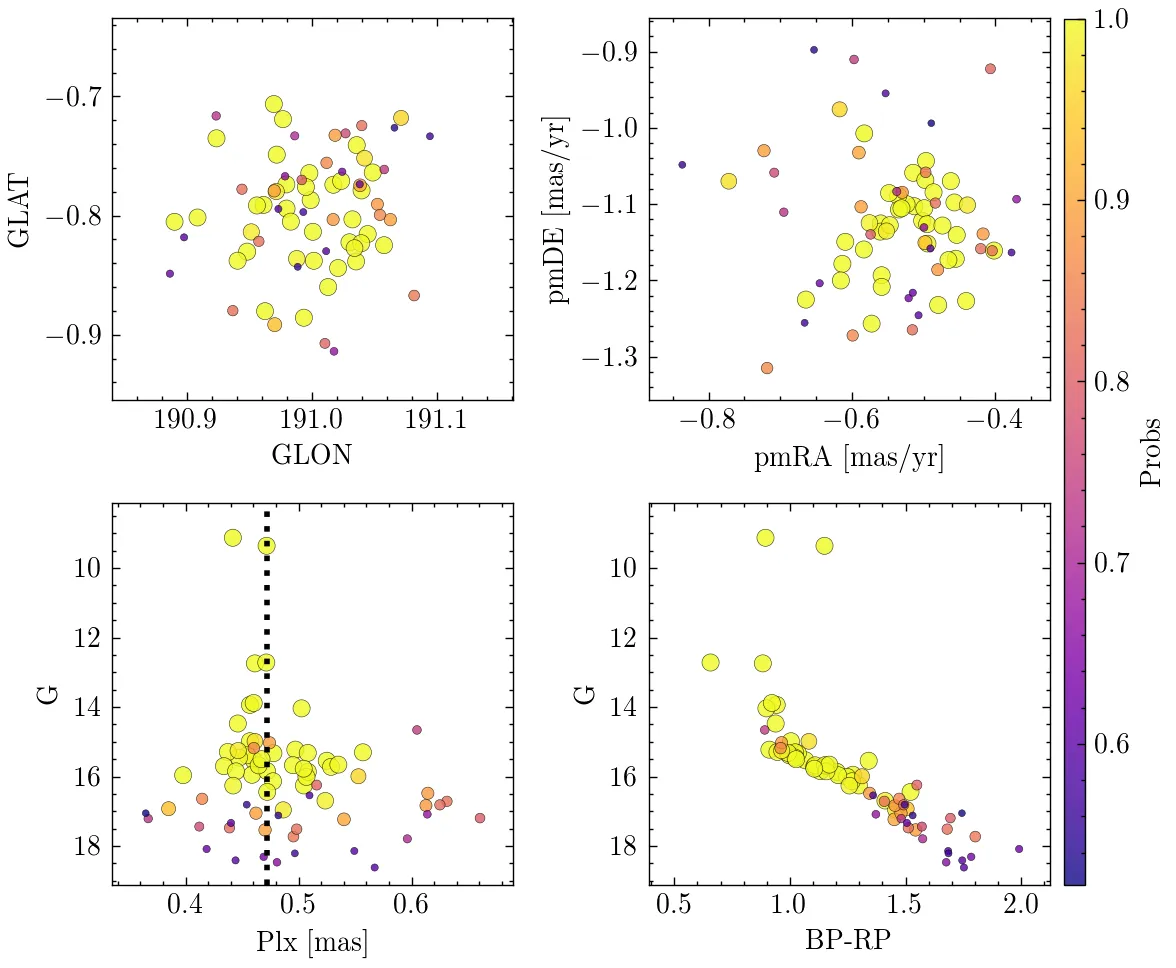 −0.7
−0.8
−0.9
GLAT
190.9 191.0 191.1
GLON
−0.9
−1.0
−1.1
−1.2
−1.3
pmDE [mas/yr]
−0.8 −0.6 −0.4
pmRA [mas/yr]
10
12
14
16
18
G
0.4 0.5 0.6
Plx [mas]
10
12
14
16
18
G
0.5 1.0 1.5 2.0
BP-RP
1.0
0.9
0.8
0.7
0.6
Probs